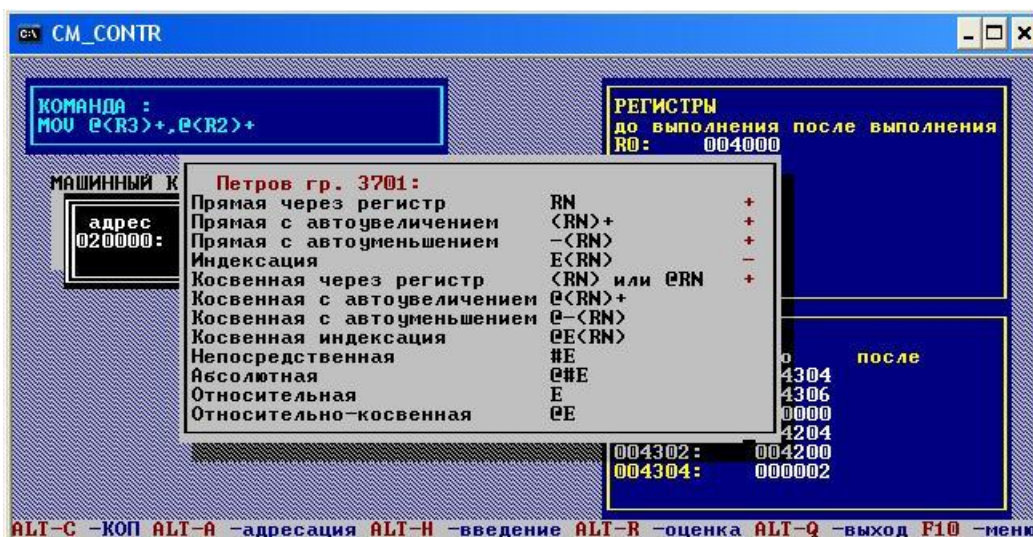 CM_CONTR
КОМАНДА :
MOV @(R3)+,@(R2)+
РЕГИСТРЫ
до выполнения после выполнения
R0: 004000
МАШИННЫЙ К
адрес
020000:
Петров гр. 3701:
Прямая через регистр RN +
Прямая с автоувеличением (RN)+ +
Прямая с автоуменьшением -(RN) +
Индексация E(RN) -
Косвенная через регистр (RN) или @RN +
Косвенная с автоувеличением @(RN)+
Косвенная с автоуменьшением @-(RN)
Косвенная индексация @E(RN)
Непосредственная #E
Абсолютная @#E
Относительная E
Относительно-косвенная @E
о после
4304
4306
0000
4204
004302: 004200
004304: 000002
ALT-C -КОП ALT-A -адресация ALT-H -введение ALT-R -оценка ALT-Q -выход F10 -меню